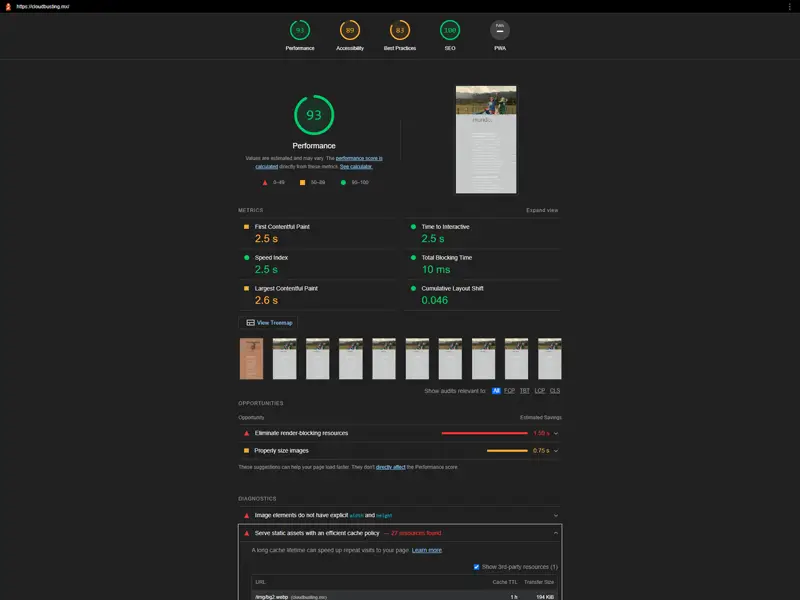 https://cloudbusting.mx/
93
89
83
100
PWA
Performance
Accessibility
Best Practices
SEO
PWA
93
Performance
Values are estimated and may vary. The performance score is
calculated directly from these metrics. See calculator.
0–49
50–89
90–100
METRICS
Expand view
First Contentful Paint
2.5 s
Time to Interactive
2.5 s
Speed Index
2.5 s
Total Blocking Time
10 ms
Largest Contentful Paint
2.6 s
Cumulative Layout Shift
0.046
View Treemap
Show audits relevant to:
All
FCP
TBT
LCP
CLS
OPPORTUNITIES
Opportunity
Estimated Savings
Eliminate render-blocking resources
Properly size images
0.75 s
These suggestions can help your page load faster. They don't directly affect the Performance score.
DIAGNOSTICS
Image elements do not have explicit width and height
Serve static assets with an efficient cache policy — 27 resources found
A long cache lifetime can speed up repeat visits to your page. Learn more.
Show 3rd-party resources (1)
URL
Cache TTL
Transfer Size
/img/bg2.webp (cloudbusting.mx)
1 h
194 KiB